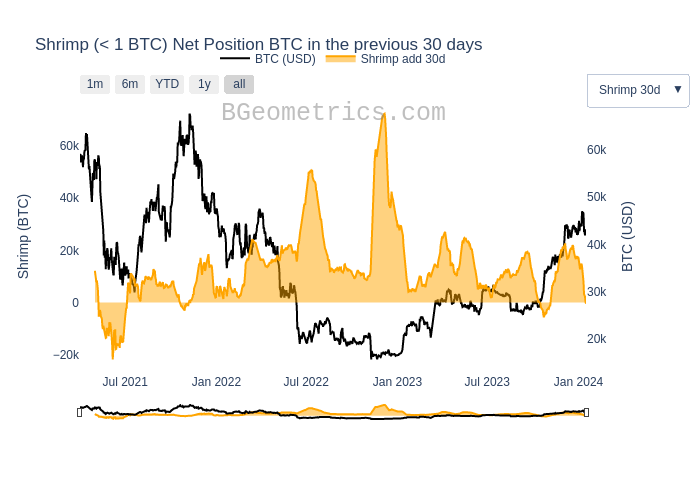 Shrimp (< 1 BTC) Net Position BTC in the previous 30 days
BTC (USD) Shrimp add 30d
1m 6m YTD 1y all
Shrimp 30d ▼
BGeometrics.com
60k
40k
20k
0
−20k
Shrimp (BTC)
60k
50k
40k
30k
20k
BTC (USD)
Jul 2021 Jan 2022 Jul 2022 Jan 2023 Jul 2023 Jan 2024